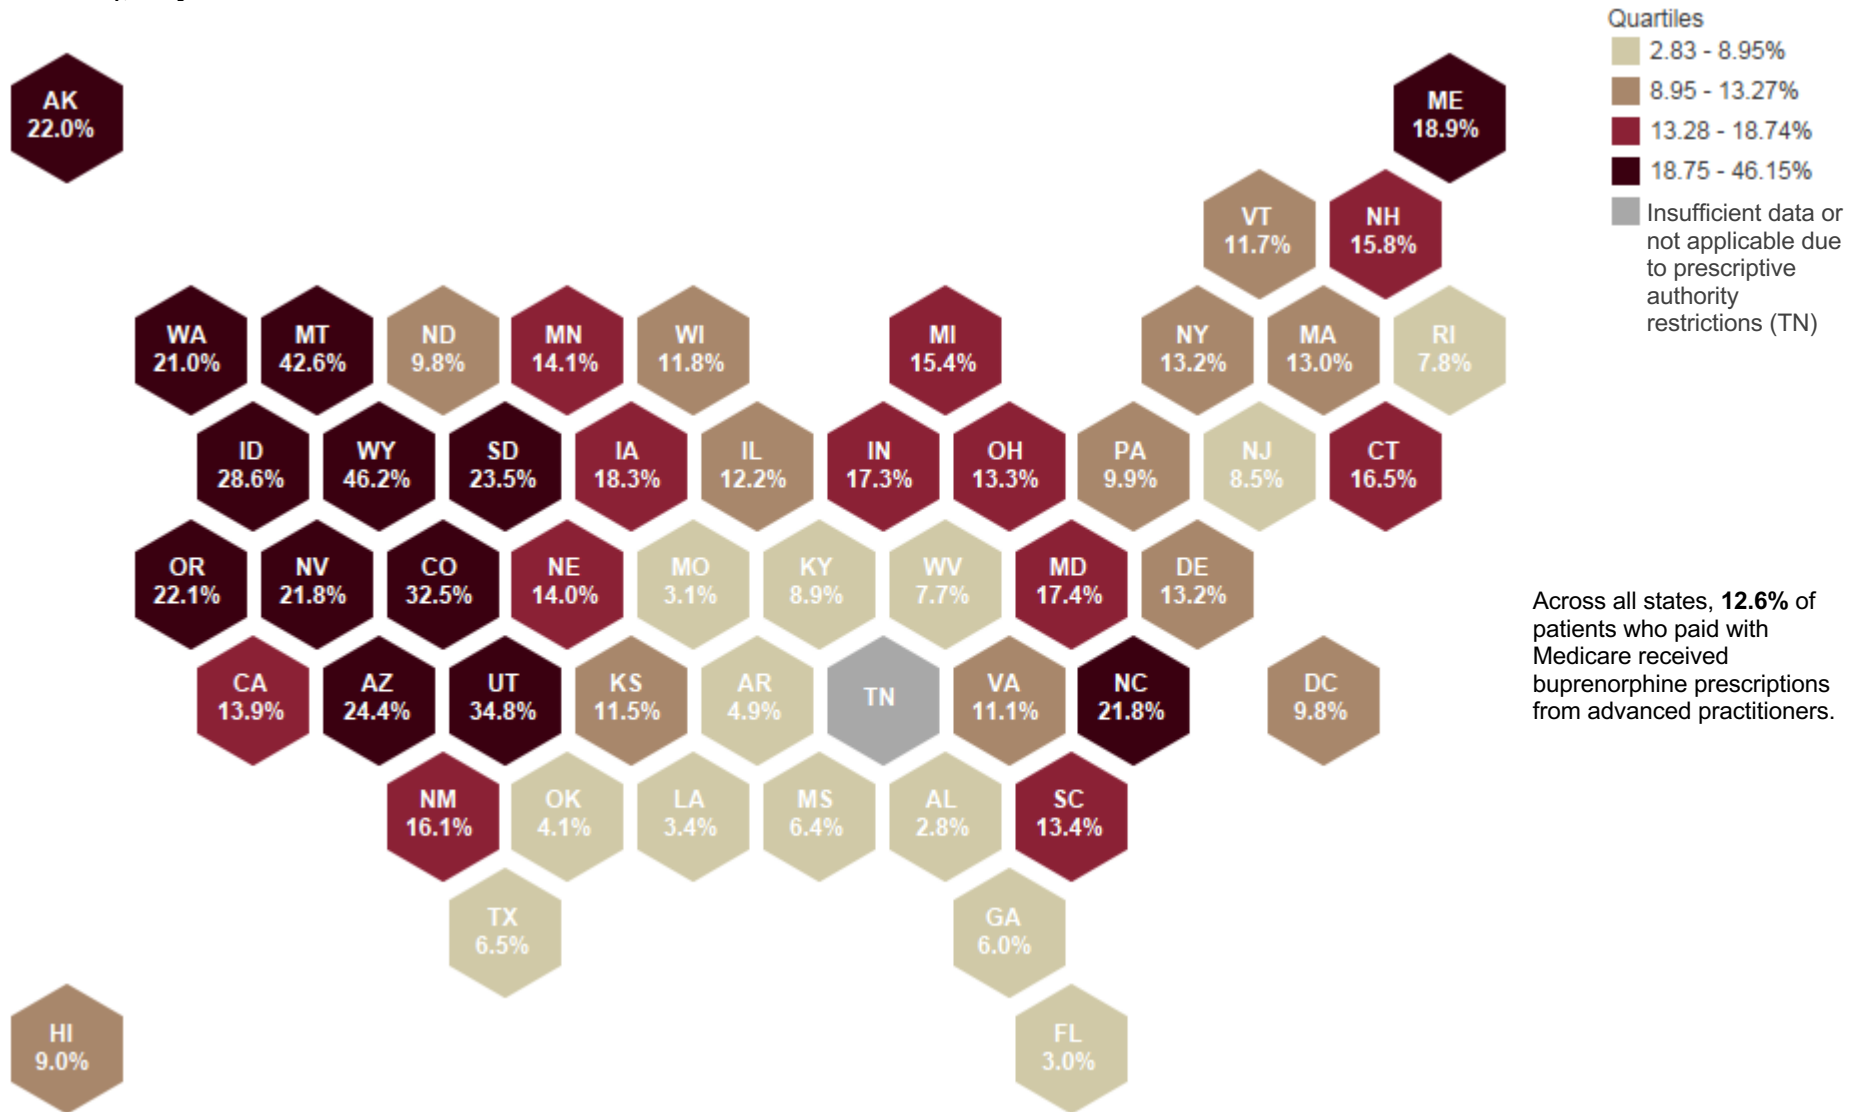 Quartiles
2.83 - 8.95%
8.95 - 13.27%
13.28 - 18.74%
18.75 - 46.15%
Insufficient data or
not applicable due
to prescriptive
authority
restrictions (TN)
AK
22.0%
ME
18.9%
VT
11.7%
NH
15.8%
WA
21.0%
MT
42.6%
ND
9.8%
MN
14.1%
WI
11.8%
MI
15.4%
NY
13.2%
MA
13.0%
RI
7.8%
ID
28.6%
WY
46.2%
SD
23.5%
IA
18.3%
IL
12.2%
IN
17.3%
OH
13.3%
PA
9.9%
NJ
8.5%
CT
16.5%
OR
22.1%
NV
21.8%
CO
32.5%
NE
14.0%
MO
3.1%
KY
8.9%
WV
7.7%
MD
17.4%
DE
13.2%
CA
13.9%
AZ
24.4%
UT
34.8%
KS
11.5%
AR
4.9%
TN
VA
11.1%
NC
21.8%
DC
9.8%
NM
16.1%
OK
4.1%
LA
3.4%
MS
6.4%
AL
2.8%
SC
13.4%
TX
6.5%
GA
6.0%
HI
9.0%
FL
3.0%
Across all states, 12.6% of
patients who paid with
Medicare received
buprenorphine prescriptions
from advanced practitioners.